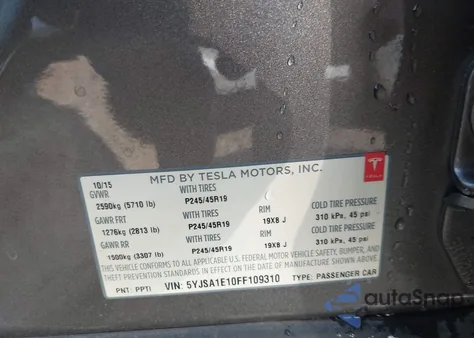 10/15 MFD BY TESLA MOTORS, INC.
GVWR WITH TIRES
2590kg (5710 lb) P245/45R19
TESLA
GAWR FRT WITH TIRES RIM COLD TIRE PRESSURE
1276kg (2813 lb) P245/45R19 19X8 J 310 kPa, 45 psi
GAWR RR WITH TIRES RIM COLD TIRE PRESSURE
1500kg (3307 lb) P245/45R19 19X8 J 310 kPa, 45 psi
THIS VEHICLE CONFORMS TO ALL APPLICABLE U.S. FEDERAL MOTOR VEHICLE SAFETY, BUMPER, AND
THEFT PREVENTION STANDARDS IN EFFECT ON THE DATE OF MANUFACTURE SHOWN ABOVE.
PNT: PPTI VIN: 5YJSA1E10FF109310 TYPE: PASSENGER CAR
autoSnap